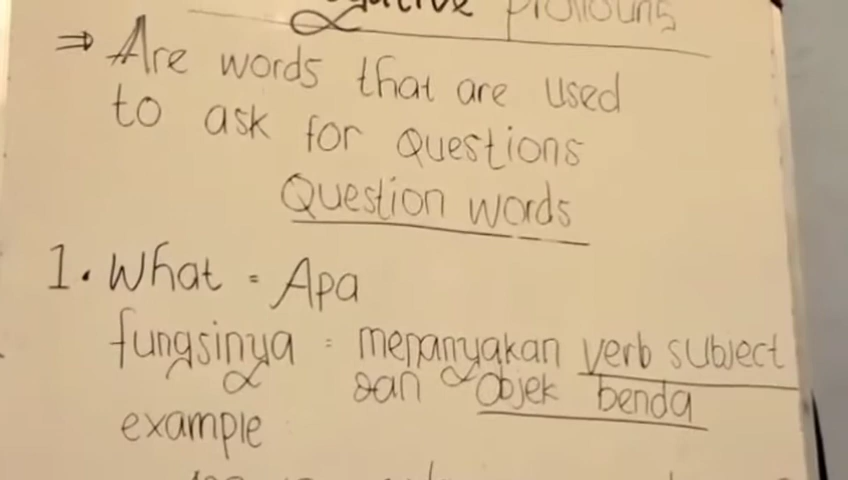 pronouns
⇒ Are words that are used
to ask for Questions
Question words
1. What = Apa
fungsinya = menanyakan verb subject
dan objek benda
example